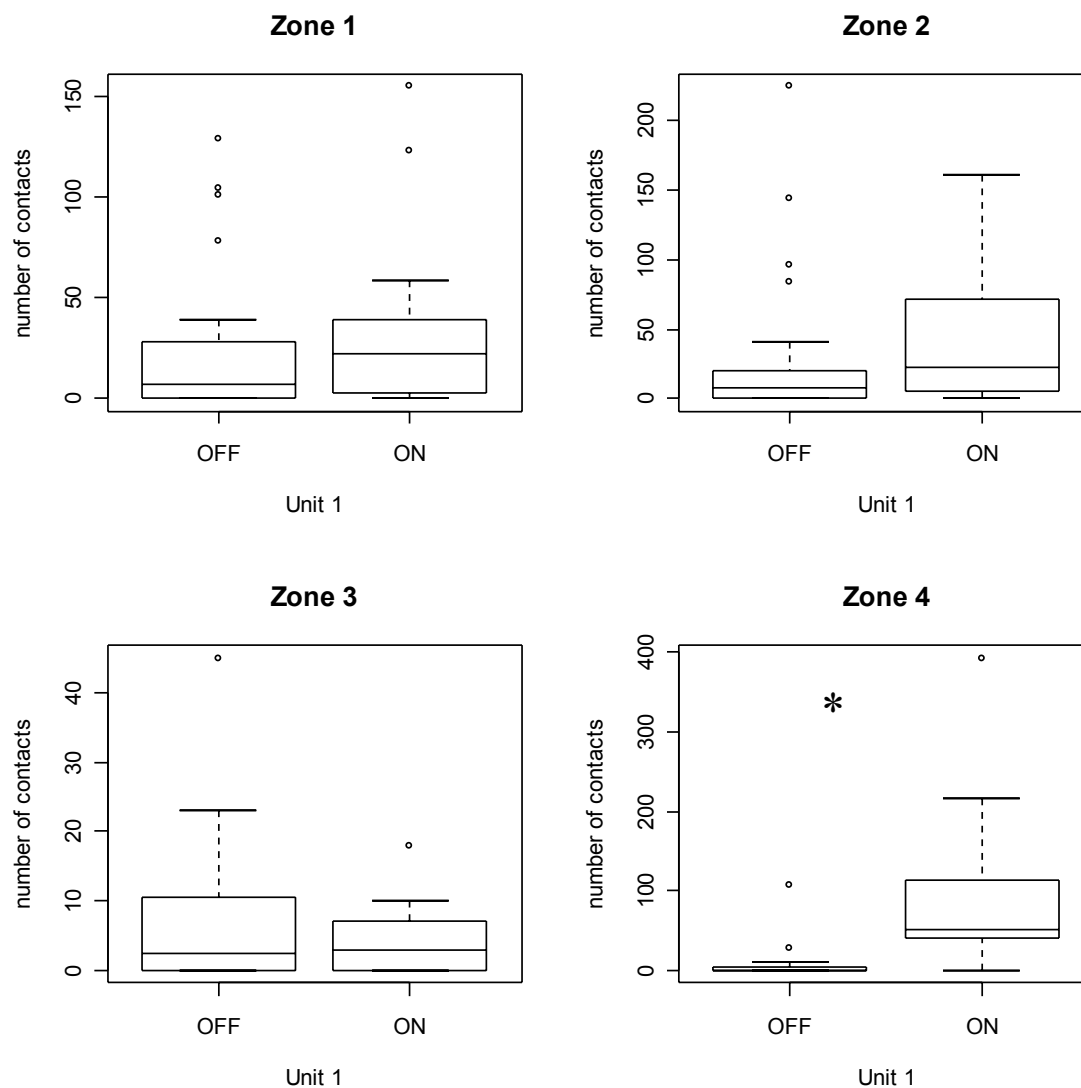 Zone 1
number of contacts
150
100
50
0
OFF ON
Unit 1
Zone 2
number of contacts
200
150
100
50
0
OFF ON
Unit 1
Zone 3
number of contacts
40
30
20
10
0
OFF ON
Unit 1
Zone 4
number of contacts
400
300
200
100
0
*
OFF ON
Unit 1